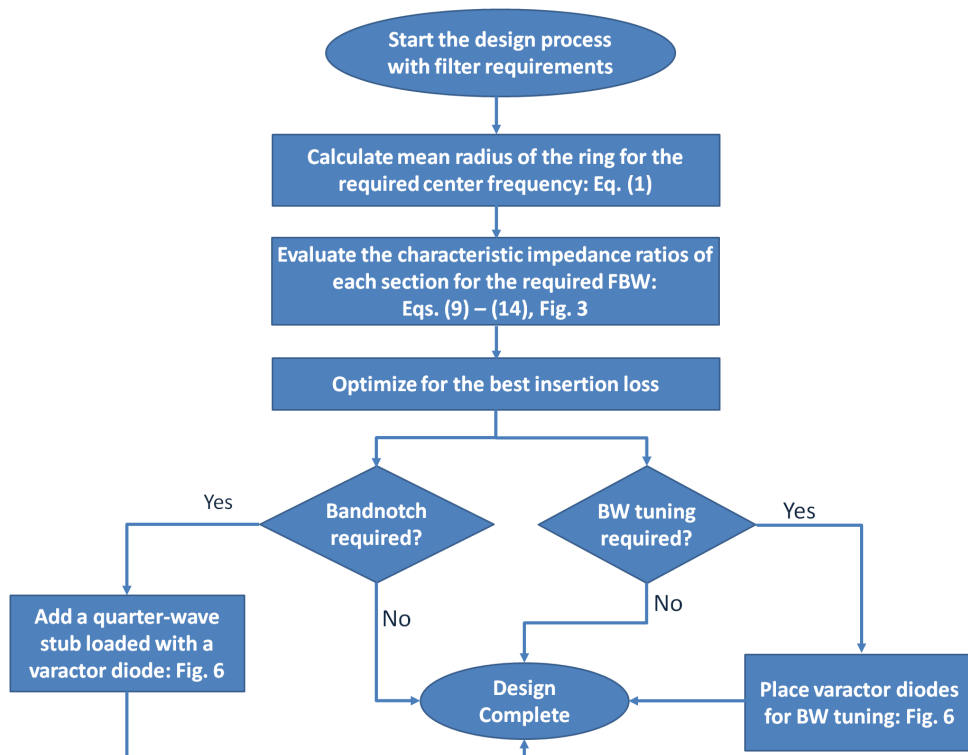 Start the design process
with filter requirements
Calculate mean radius of the ring for the
required center frequency: Eq. (1)
Evaluate the characteristic impedance ratios of
each section for the required FBW:
Eqs. (9) – (14), Fig. 3
Optimize for the best insertion loss
Yes
Bandnotch
required?
BW tuning
required?
Yes
No
No
Add a quarter-wave
stub loaded with a
varactor diode: Fig. 6
Design
Complete
Place varactor diodes
for BW tuning: Fig. 6